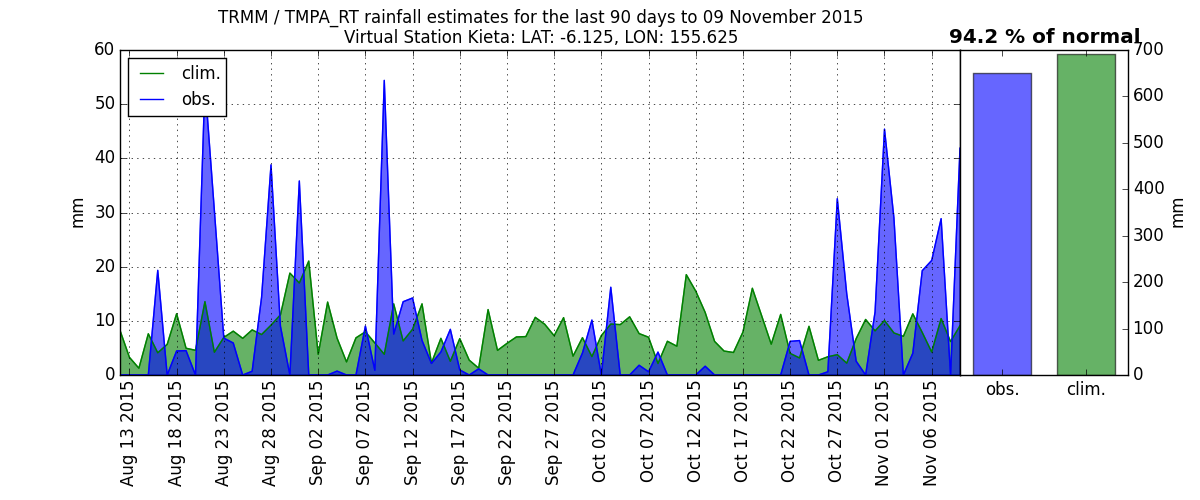 TRMM / TMPA_RT rainfall estimates for the last 90 days to 09 November 2015
Virtual Station Kieta: LAT: -6.125, LON: 155.625
94.2 % of normal
clim.
obs.
mm
60
50
40
30
20
10
0
Aug 13 2015
Aug 18 2015
Aug 23 2015
Aug 28 2015
Sep 02 2015
Sep 07 2015
Sep 12 2015
Sep 17 2015
Sep 22 2015
Sep 27 2015
Oct 02 2015
Oct 07 2015
Oct 12 2015
Oct 17 2015
Oct 22 2015
Oct 27 2015
Nov 01 2015
Nov 06 2015
obs.
clim.
700
600
500
400
300
200
100
0
mm